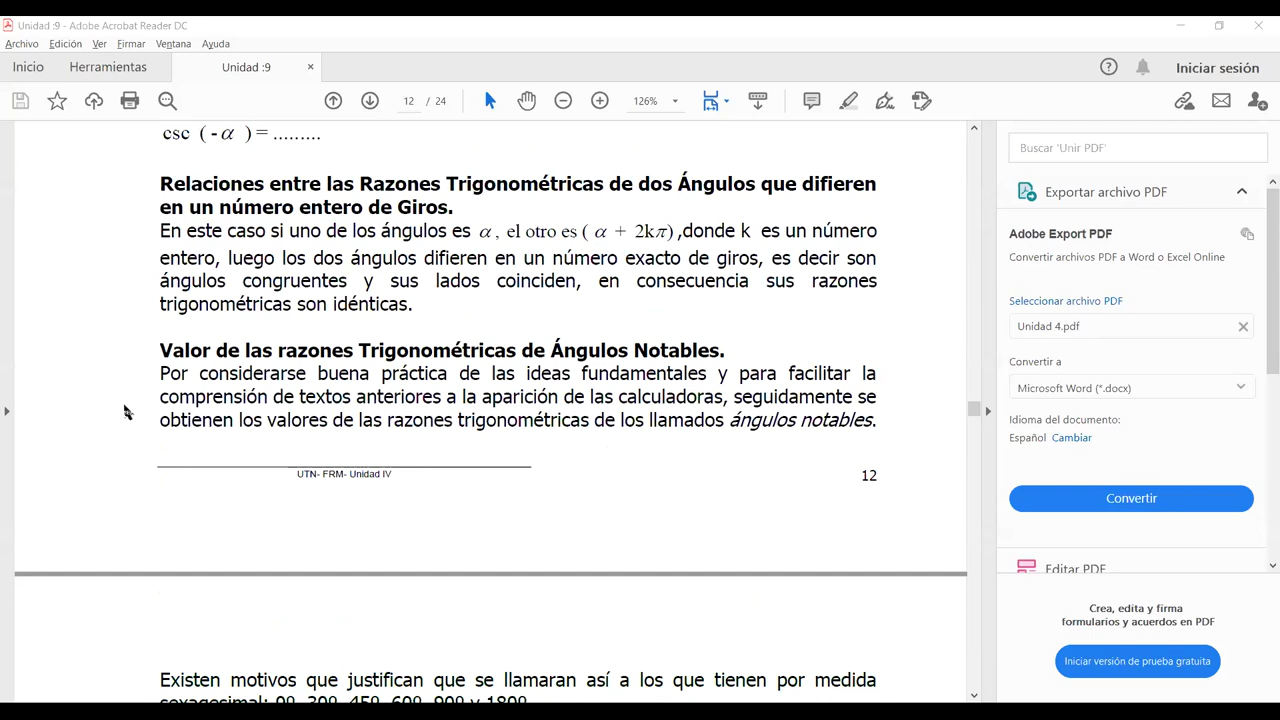 Unidad :9 - Adobe Acrobat Reader DC
Archivo Edición Ver Firmar Ventana Ayuda
Inicio Herramientas Unidad :9 × Iniciar sesión
12 / 24 126%
csc (-α) = .........
Relaciones entre las Razones Trigonométricas de dos Ángulos que difieren
en un número entero de Giros.
En este caso si uno de los ángulos es α, el otro es (α + 2kπ),donde k es un número
entero, luego los dos ángulos difieren en un número exacto de giros, es decir son
ángulos congruentes y sus lados coinciden, en consecuencia sus razones
trigonométricas son idénticas.
Valor de las razones Trigonométricas de Ángulos Notables.
Por considerarse buena práctica de las ideas fundamentales y para facilitar la
comprensión de textos anteriores a la aparición de las calculadoras, seguidamente se
obtienen los valores de las razones trigonométricas de los llamados ángulos notables.
UTN- FRM- Unidad IV 12
Existen motivos que justifican que se llamaran así a los que tienen por medida
sexagesimal: 0º, 30º, 45º, 60º, 90º y 180º
Buscar 'Unir PDF'
Exportar archivo PDF
Adobe Export PDF
Convertir archivos PDF a Word o Excel Online
Seleccionar archivo PDF
Unidad 4.pdf
Convertir a
Microsoft Word (*.docx)
Idioma del documento:
Español Cambiar
Convertir
Editar PDF
Crea, edita y firma
formularios y acuerdos en PDF
Iniciar versión de prueba gratuita